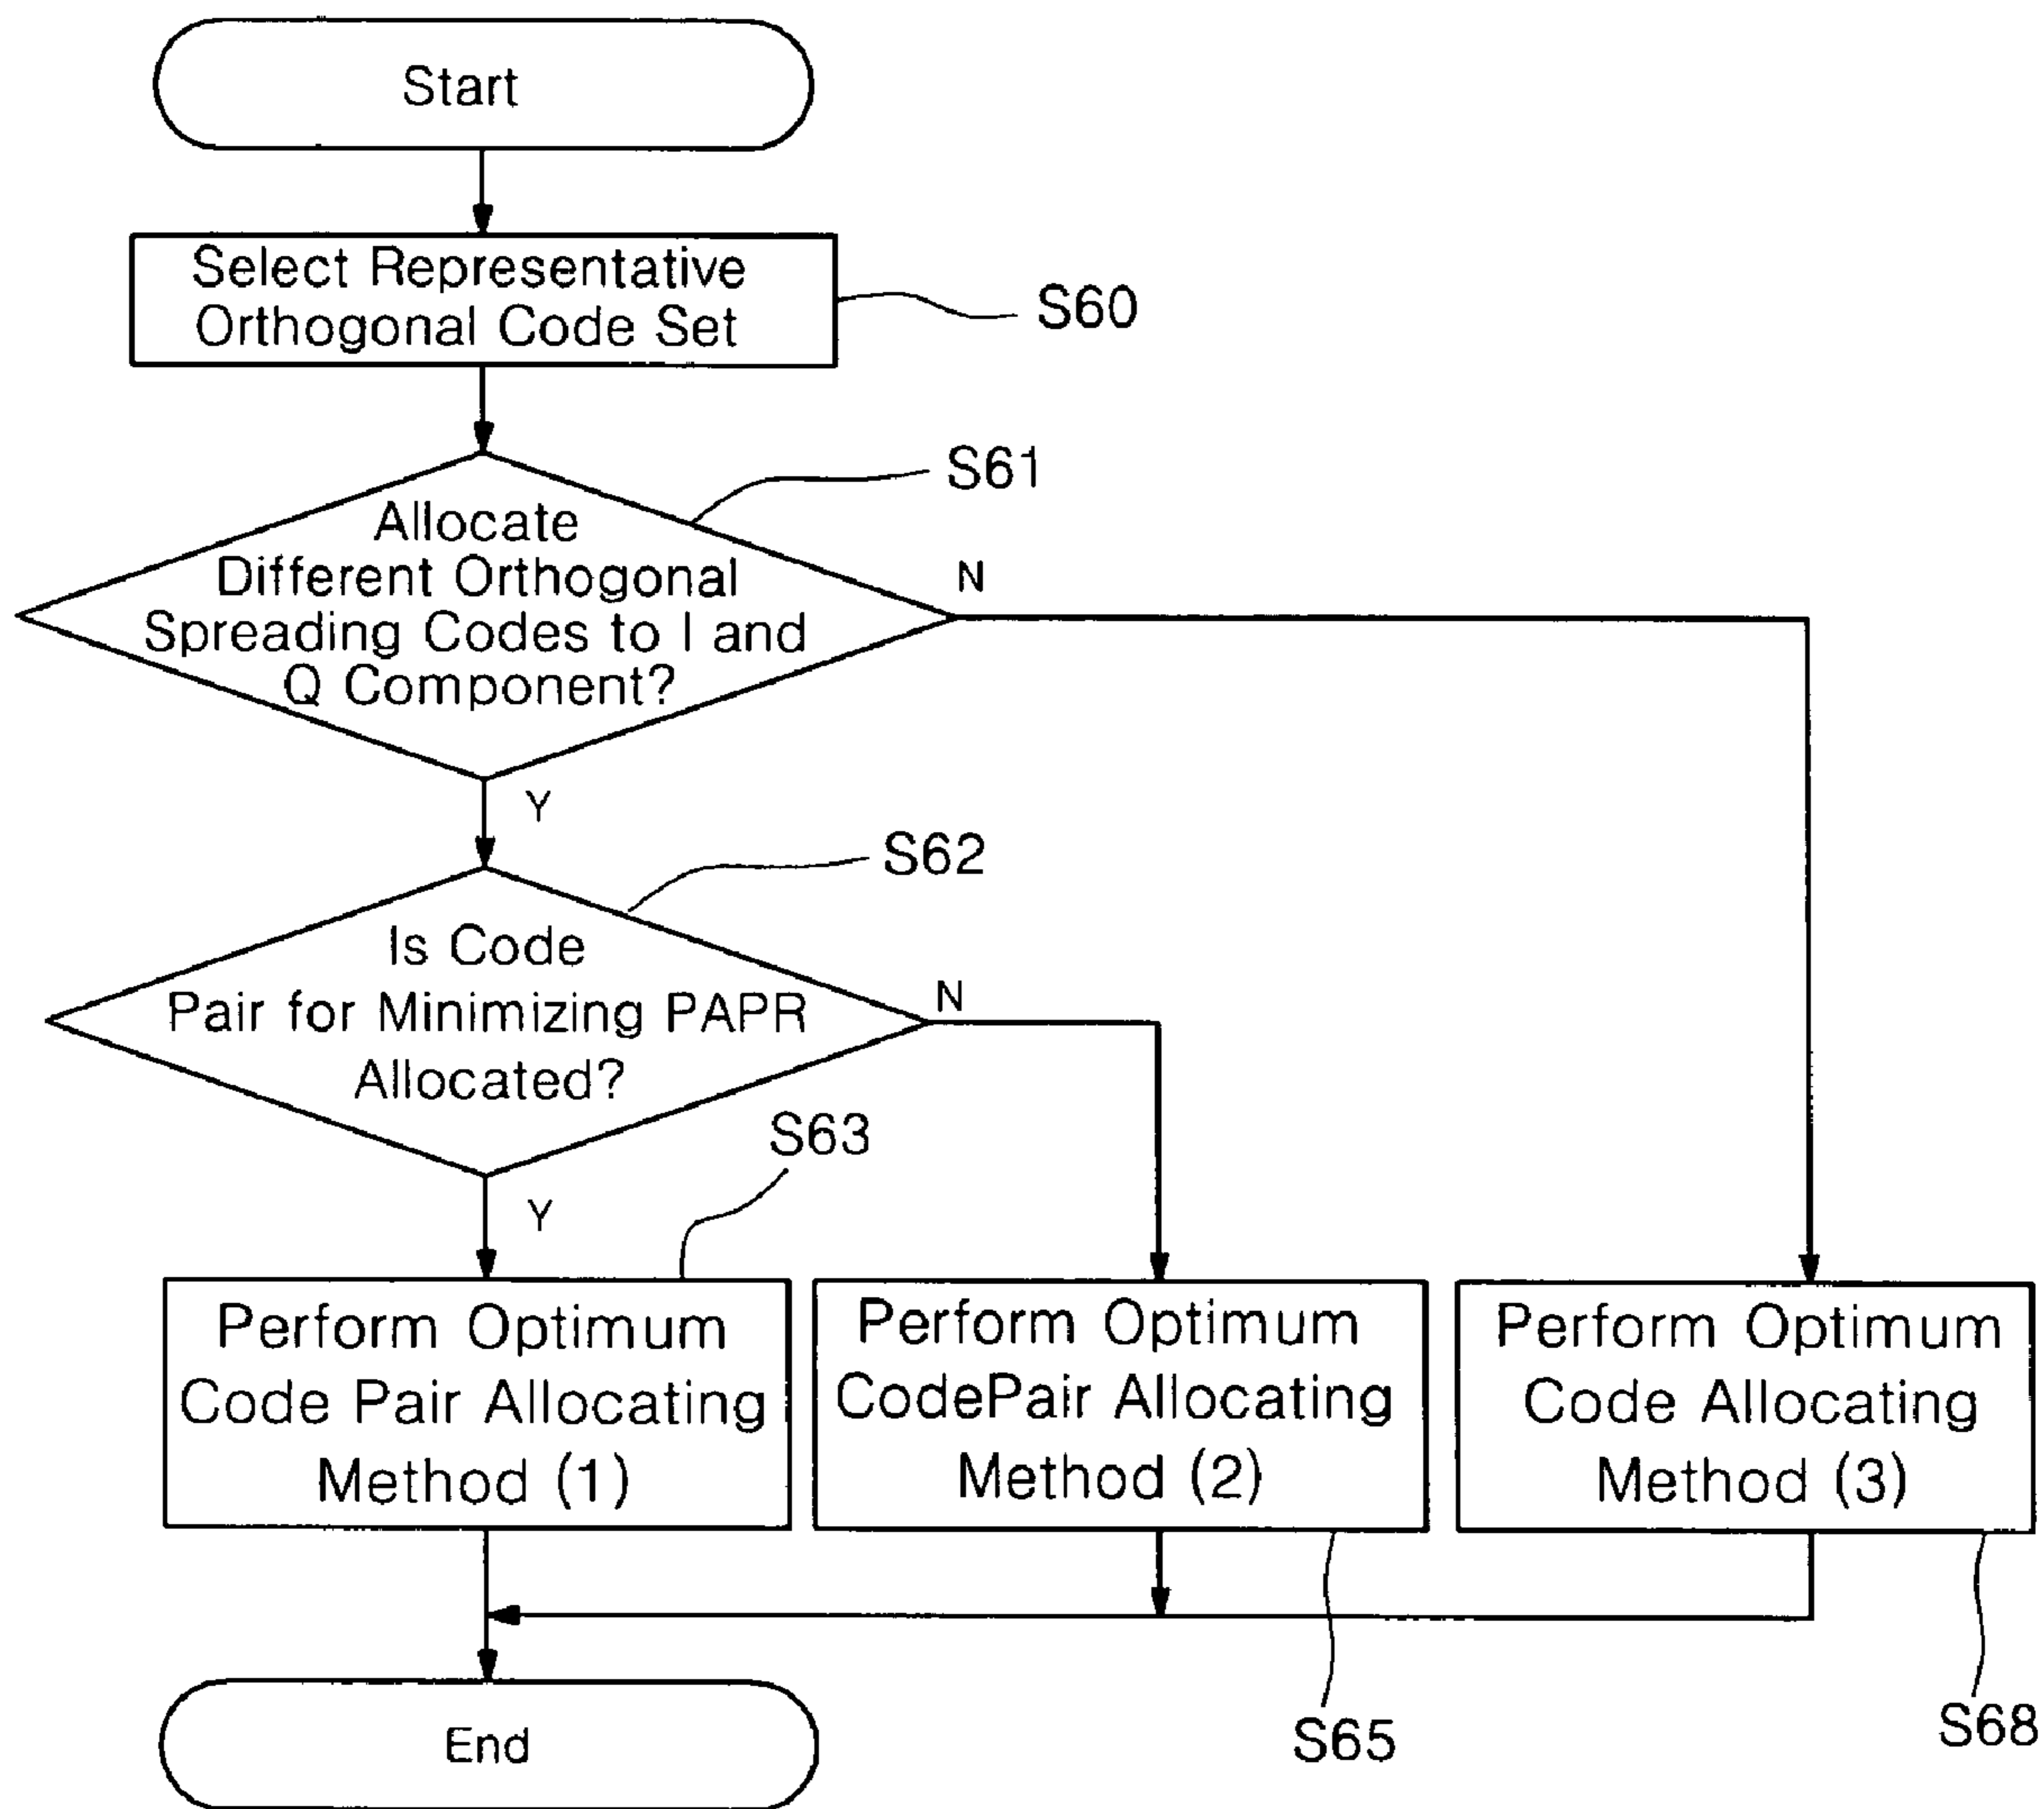 Start
Select Representative
Orthogonal Code Set
S60
S61
Allocate
Different Orthogonal
Spreading Codes to I and
Q Component?
N
Y
S62
Is Code
Pair for Minimizing PAPR
Allocated?
N
S63
Y
Perform Optimum
Code Pair Allocating
Method (1)
Perform Optimum
CodePair Allocating
Method (2)
Perform Optimum
Code Allocating
Method (3)
S65
S68
End